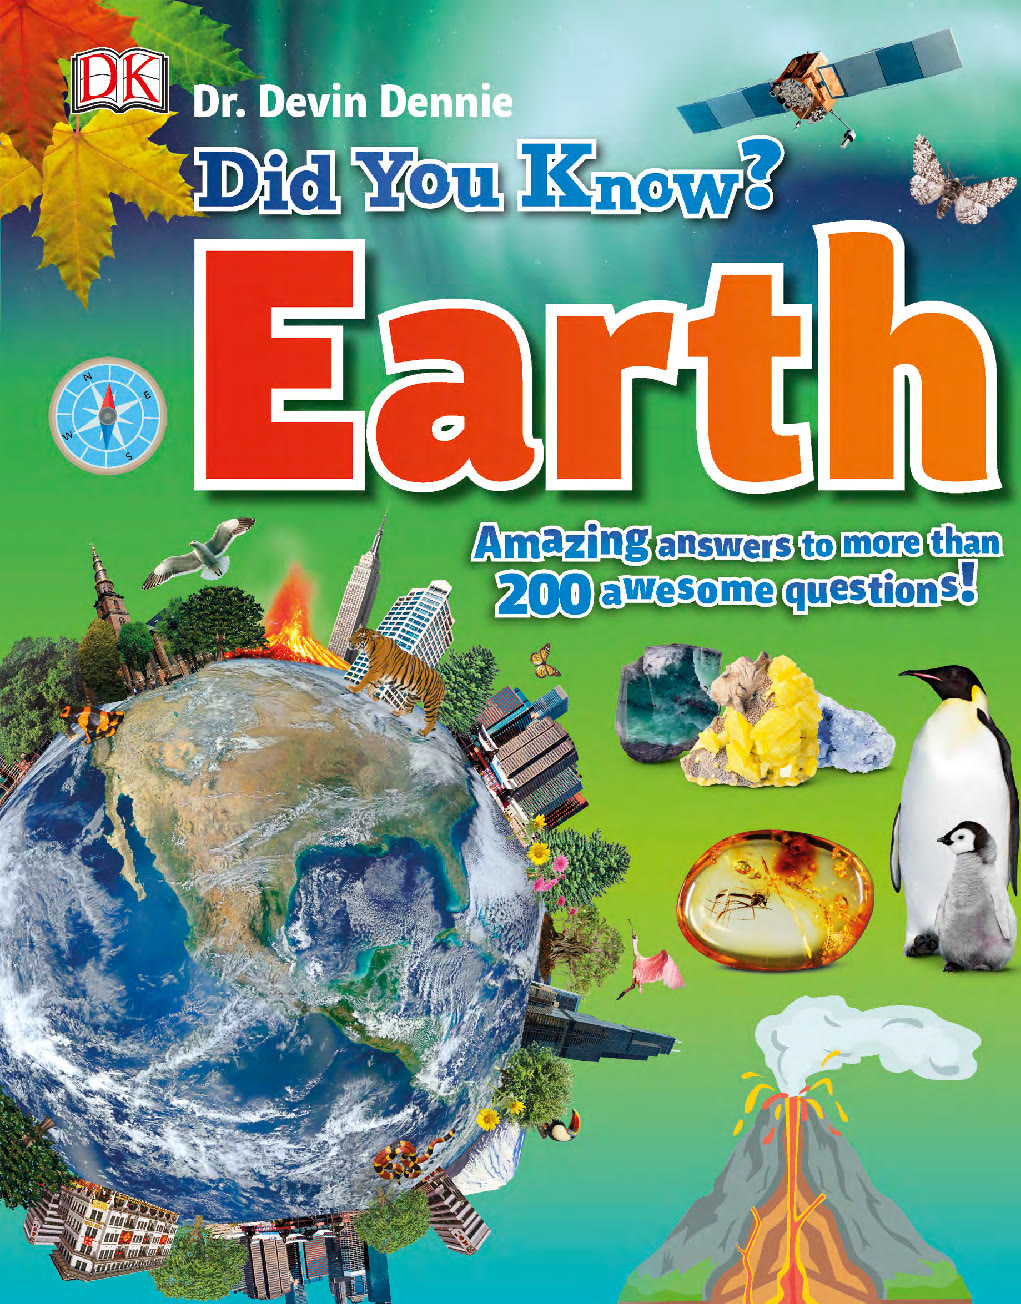 DK
Dr. Devin Dennie
Did You Know?
Earth
N
E
W
S
Amazing answers to more than
200 awesome questions!